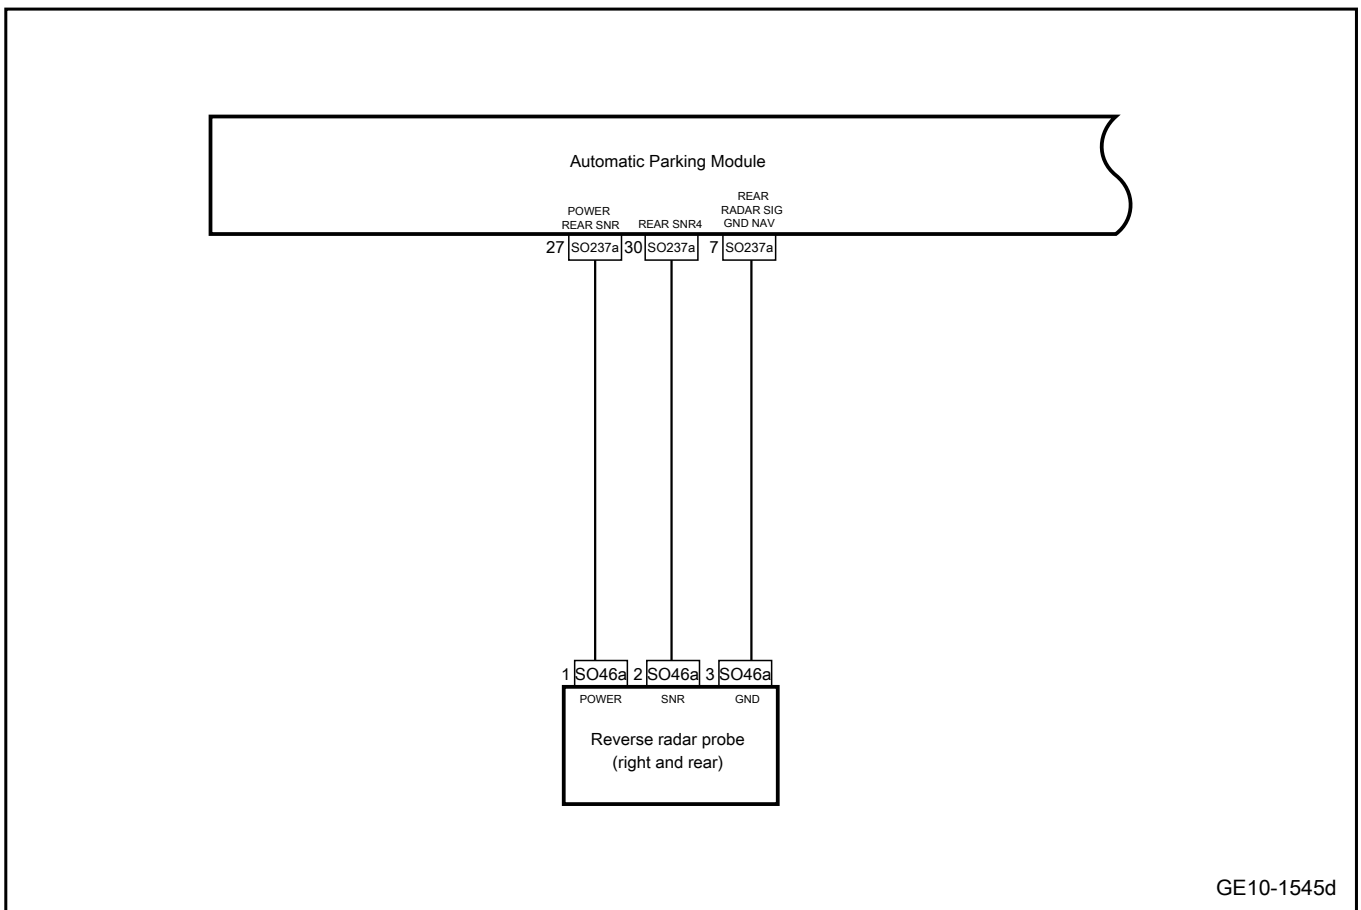 Automatic Parking Module
POWER
REAR SNR
REAR SNR4
REAR
RADAR SIG
GND NAV
27 SO237a 30 SO237a 7 SO237a
1 SO46a 2 SO46a 3 SO46a
POWER SNR GND
Reverse radar probe
(right and rear)
GE10-1545d